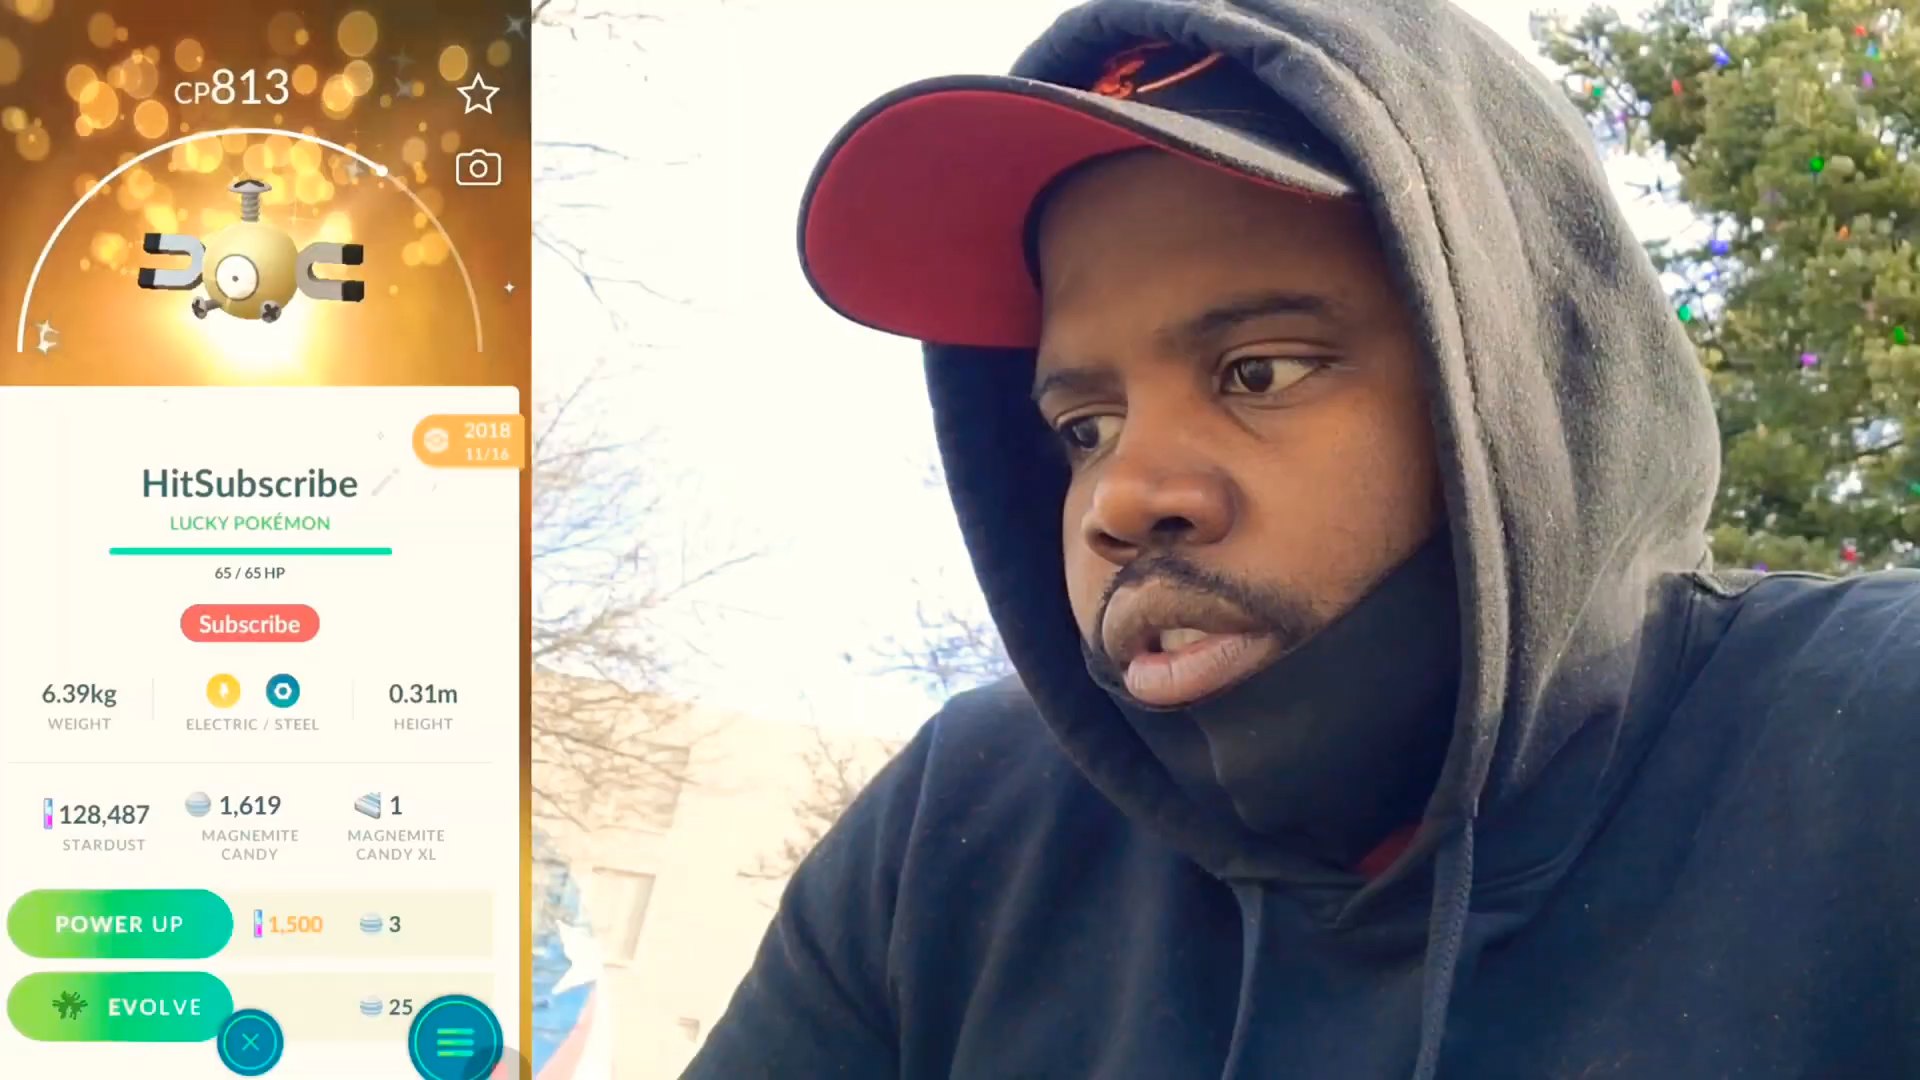 CP813
2018
11/16
HitSubscribe
LUCKY POKÉMON
65 / 65 HP
Subscribe
6.39kg
WEIGHT
ELECTRIC / STEEL
0.31m
HEIGHT
128,487
STARDUST
1,619
MAGNEMITE
CANDY
1
MAGNEMITE
CANDY XL
POWER UP
1,500
3
EVOLVE
25